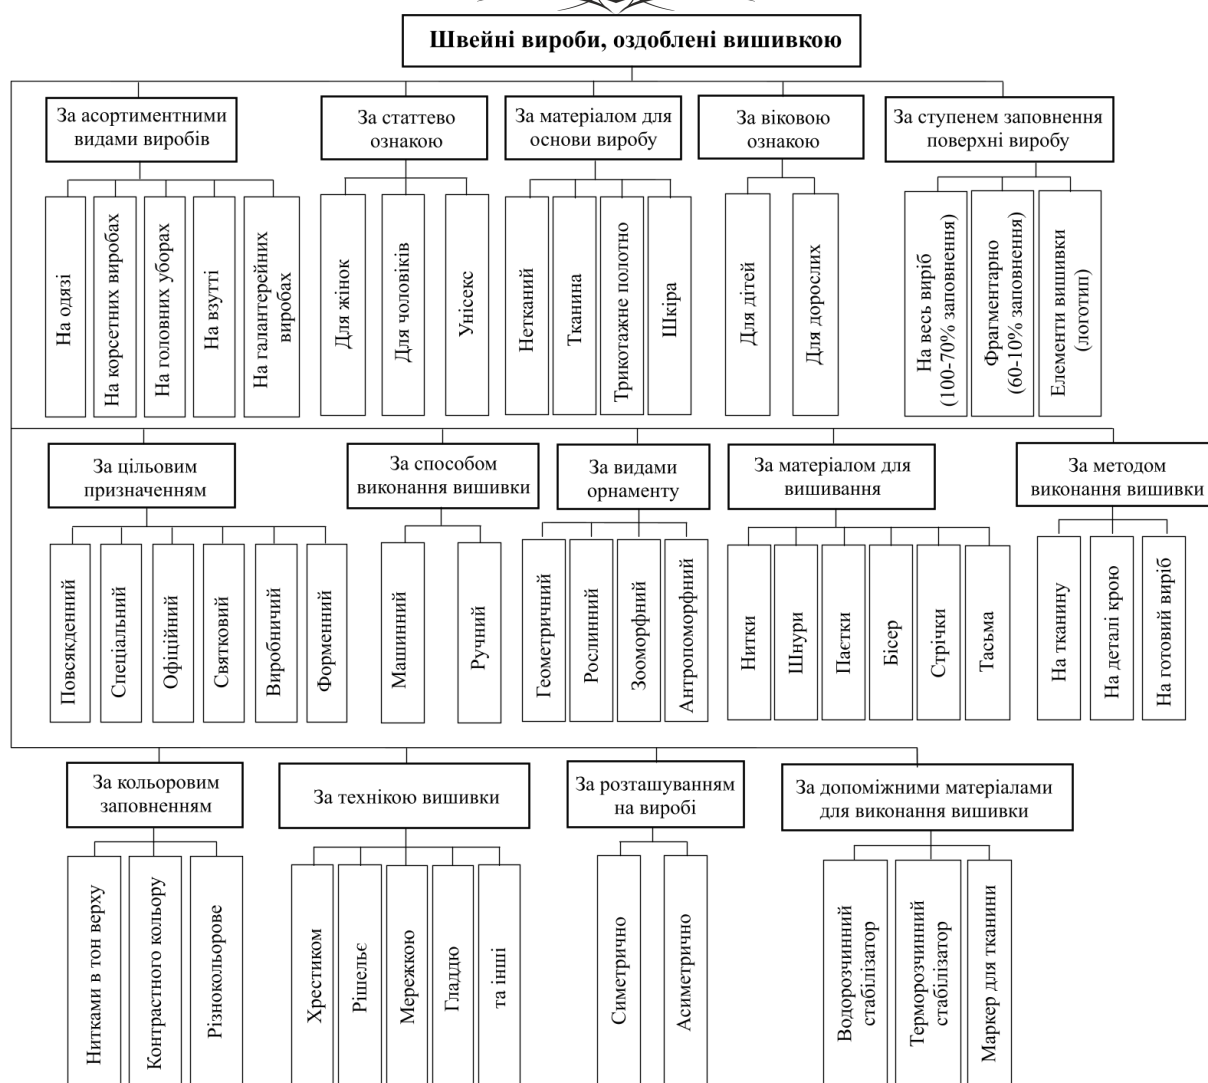 Швейні вироби, оздоблені вишивкою
За асортиментними
видами виробів
На одязі
На корсетних виробах
На головних уборах
На взутті
На галантерейних
виробах
За статтево
ознакою
Для жінок
Для чоловіків
Унісекс
За матеріалом для
основи виробу
Нетканий
Тканина
Трикотажне полотно
Шкіра
За віковою
ознакою
Для дітей
Для дорослих
За ступенем заповнення
поверхні виробу
На весь виріб
(100-70% заповнення)
Фрагментарно
(60-10% заповнення)
Елементи вишивки
(логотип)
За цільовим
призначенням
Повсякденний
Спеціальний
Офіційний
Святковий
Виробничий
Форменний
За способом
виконання вишивки
Машинний
Ручний
За видами
орнаменту
Геометричний
Рослинний
Зооморфний
Антропоморфний
За матеріалом для
вишивання
Нитки
Шнури
Паєтки
Бісер
Стрічки
Тасьма
За методом
виконання вишивки
На тканину
На деталі крою
На готовий виріб
За кольоровим
заповненням
Нитками в тон верху
Контрастного кольору
Різнокольорове
За технікою вишивки
Хрестиком
Рішельє
Мережкою
Гладдю
та інші
За розташуванням
на виробі
Симетрично
Асиметрично
За допоміжними матеріалами
для виконання вишивки
Водорозчинний
стабілізатор
Терморозчинний
стабілізатор
Маркер для тканини